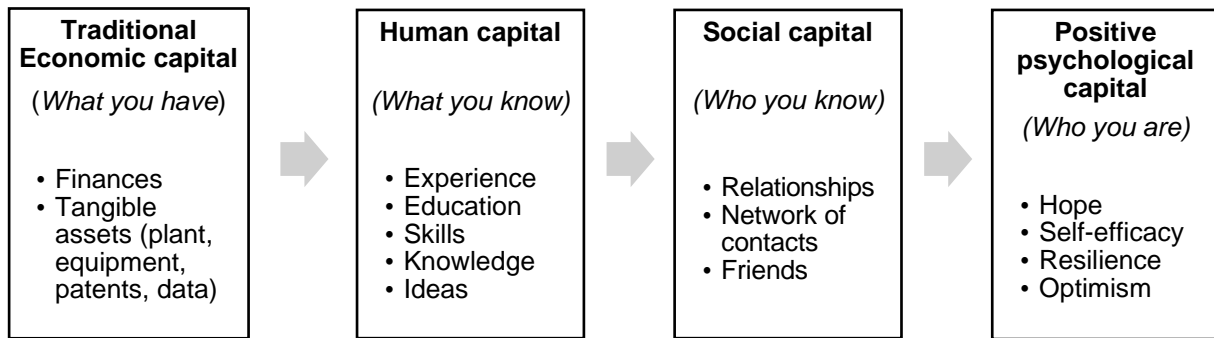 Traditional
Economic capital
(What you have)
• Finances
• Tangible
assets (plant,
equipment,
patents, data)
Human capital
(What you know)
• Experience
• Education
• Skills
• Knowledge
• Ideas
Social capital
(Who you know)
• Relationships
• Network of
contacts
• Friends
Positive
psychological
capital
(Who you are)
• Hope
• Self-efficacy
• Resilience
• Optimism